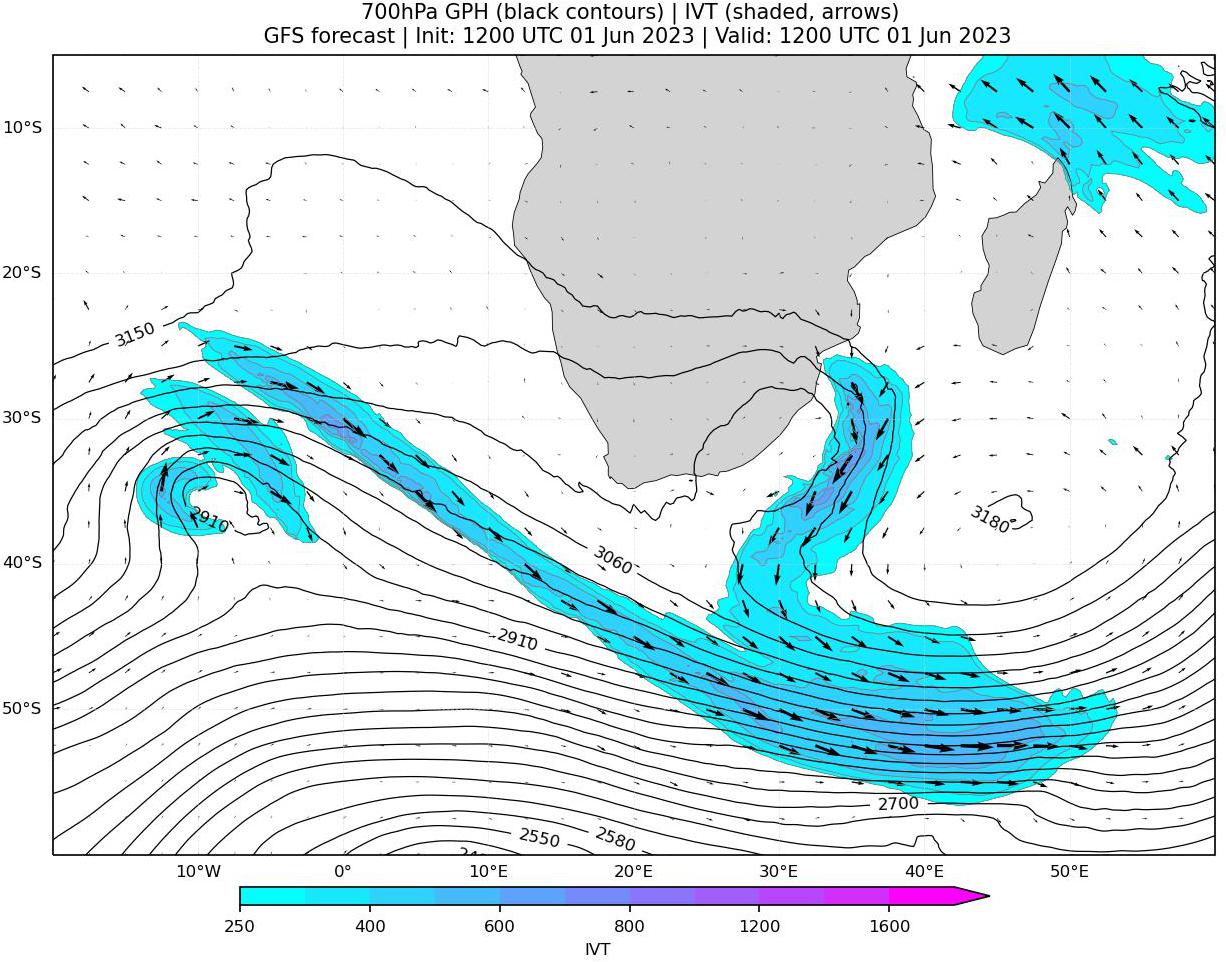 700hPa GPH (black contours) | IVT (shaded, arrows)
GFS forecast | Init: 1200 UTC 01 Jun 2023 | Valid: 1200 UTC 01 Jun 2023
10°S
20°S
3150
30°S
2910
3180
40°S
3060
2910
50°S
2700
2550 2580
10°W 0° 10°E 20°E 30°E 40°E 50°E
250 400 600 800 1200 1600
IVT